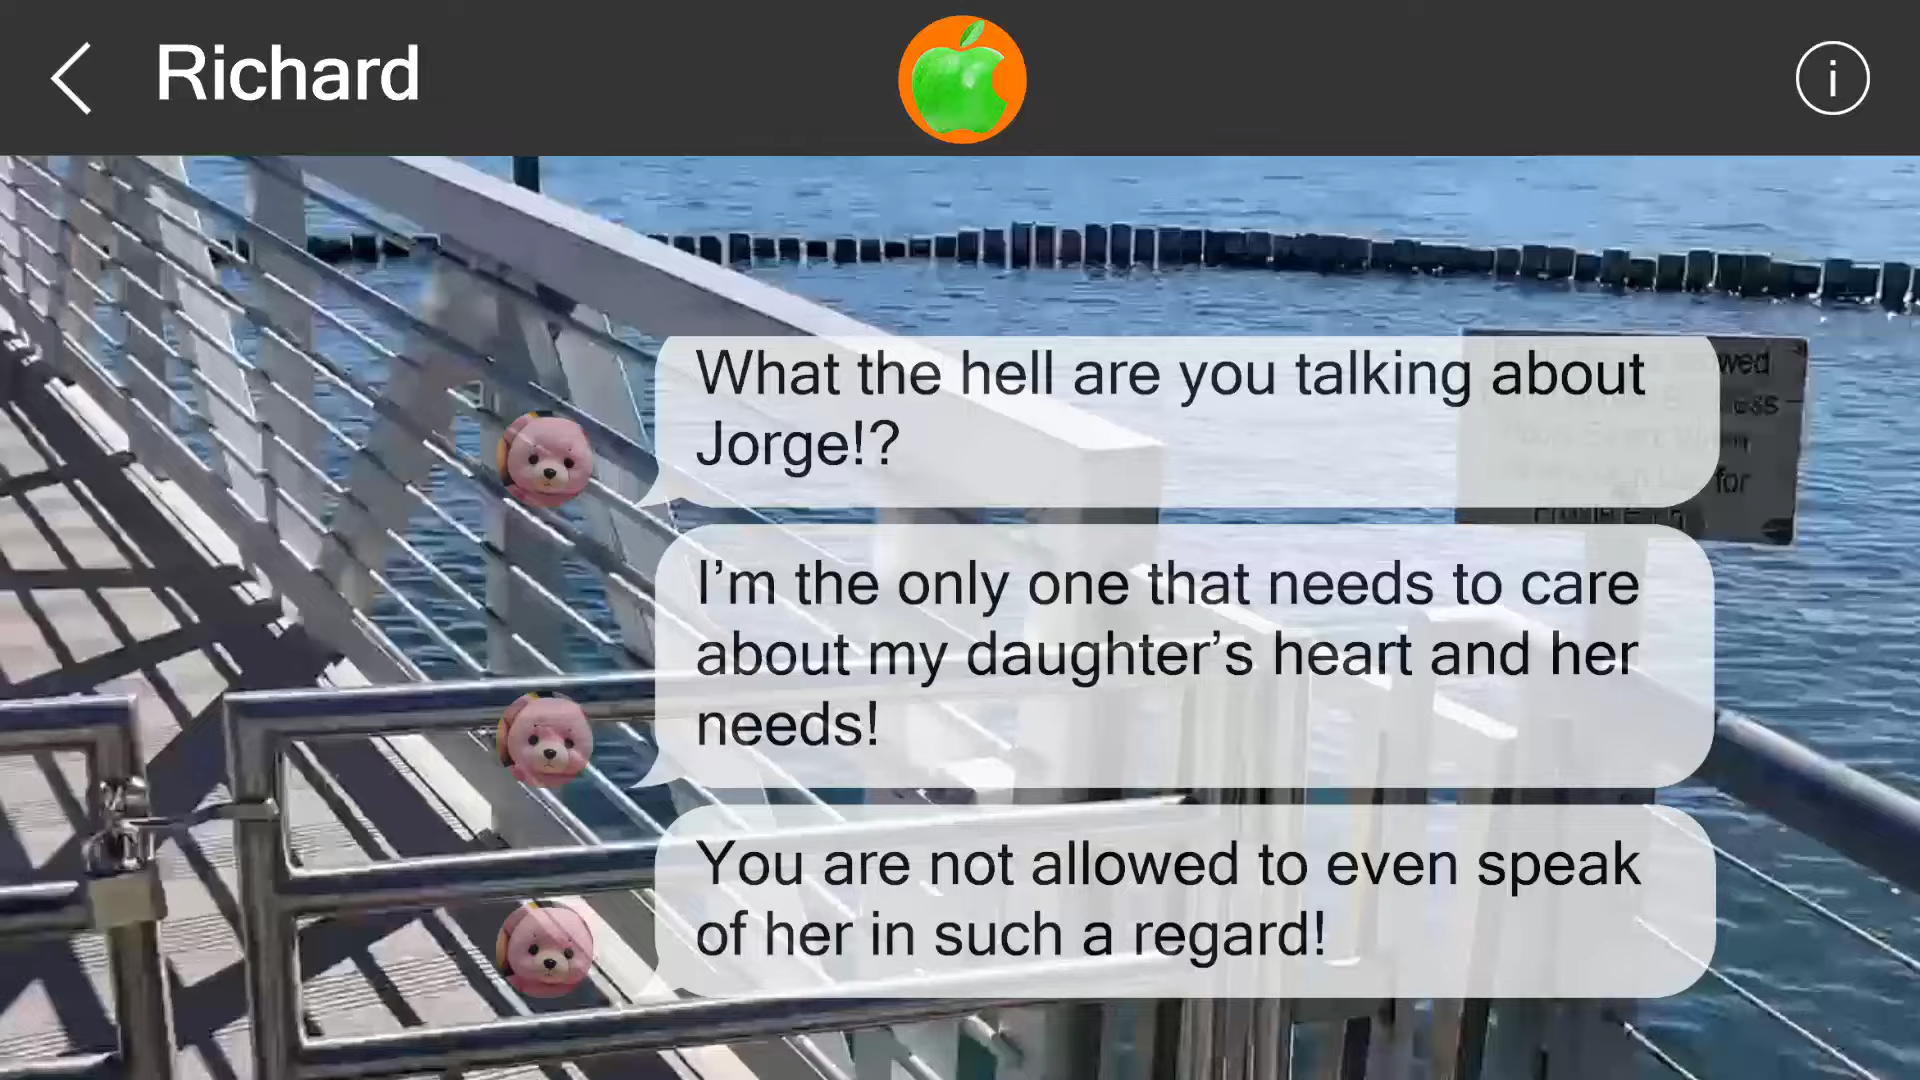 Richard
i
What the hell are you talking about
Jorge!?
I’m the only one that needs to care
about my daughter’s heart and her
needs!
You are not allowed to even speak
of her in such a regard!
for